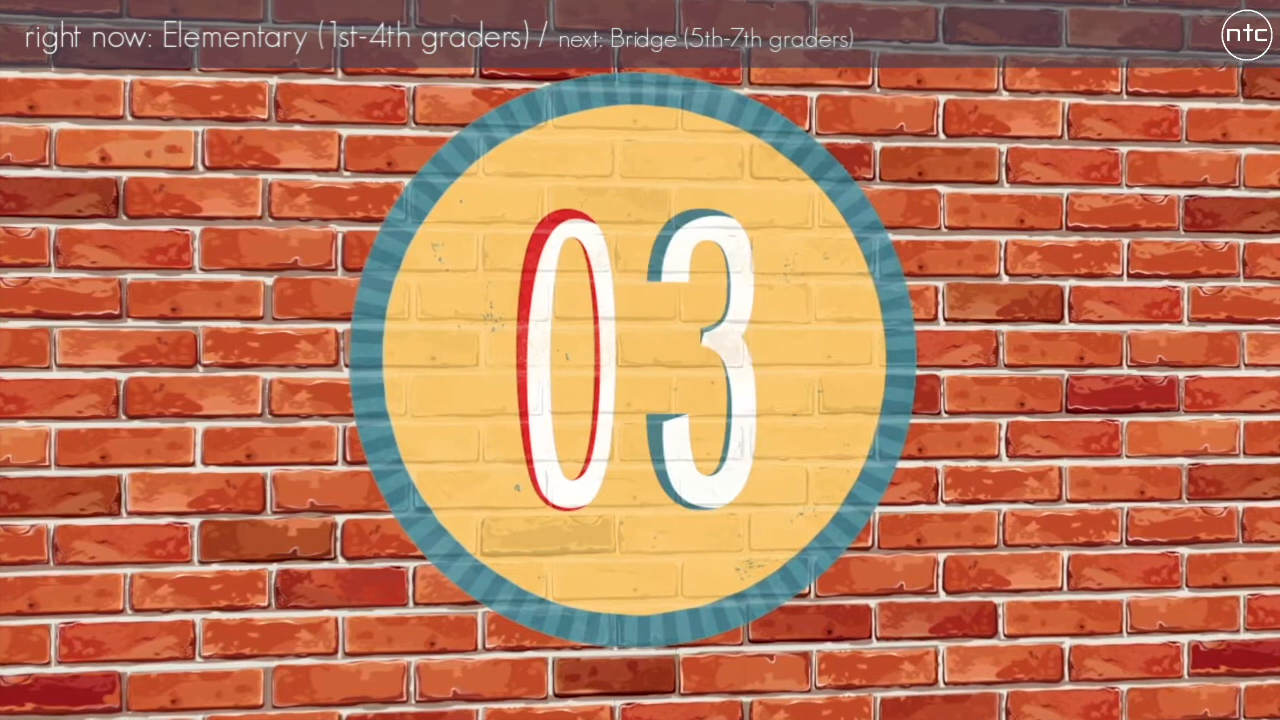 right now: Elementary (1st-4th graders) / next: Bridge (5th-7th graders)
ntc
03